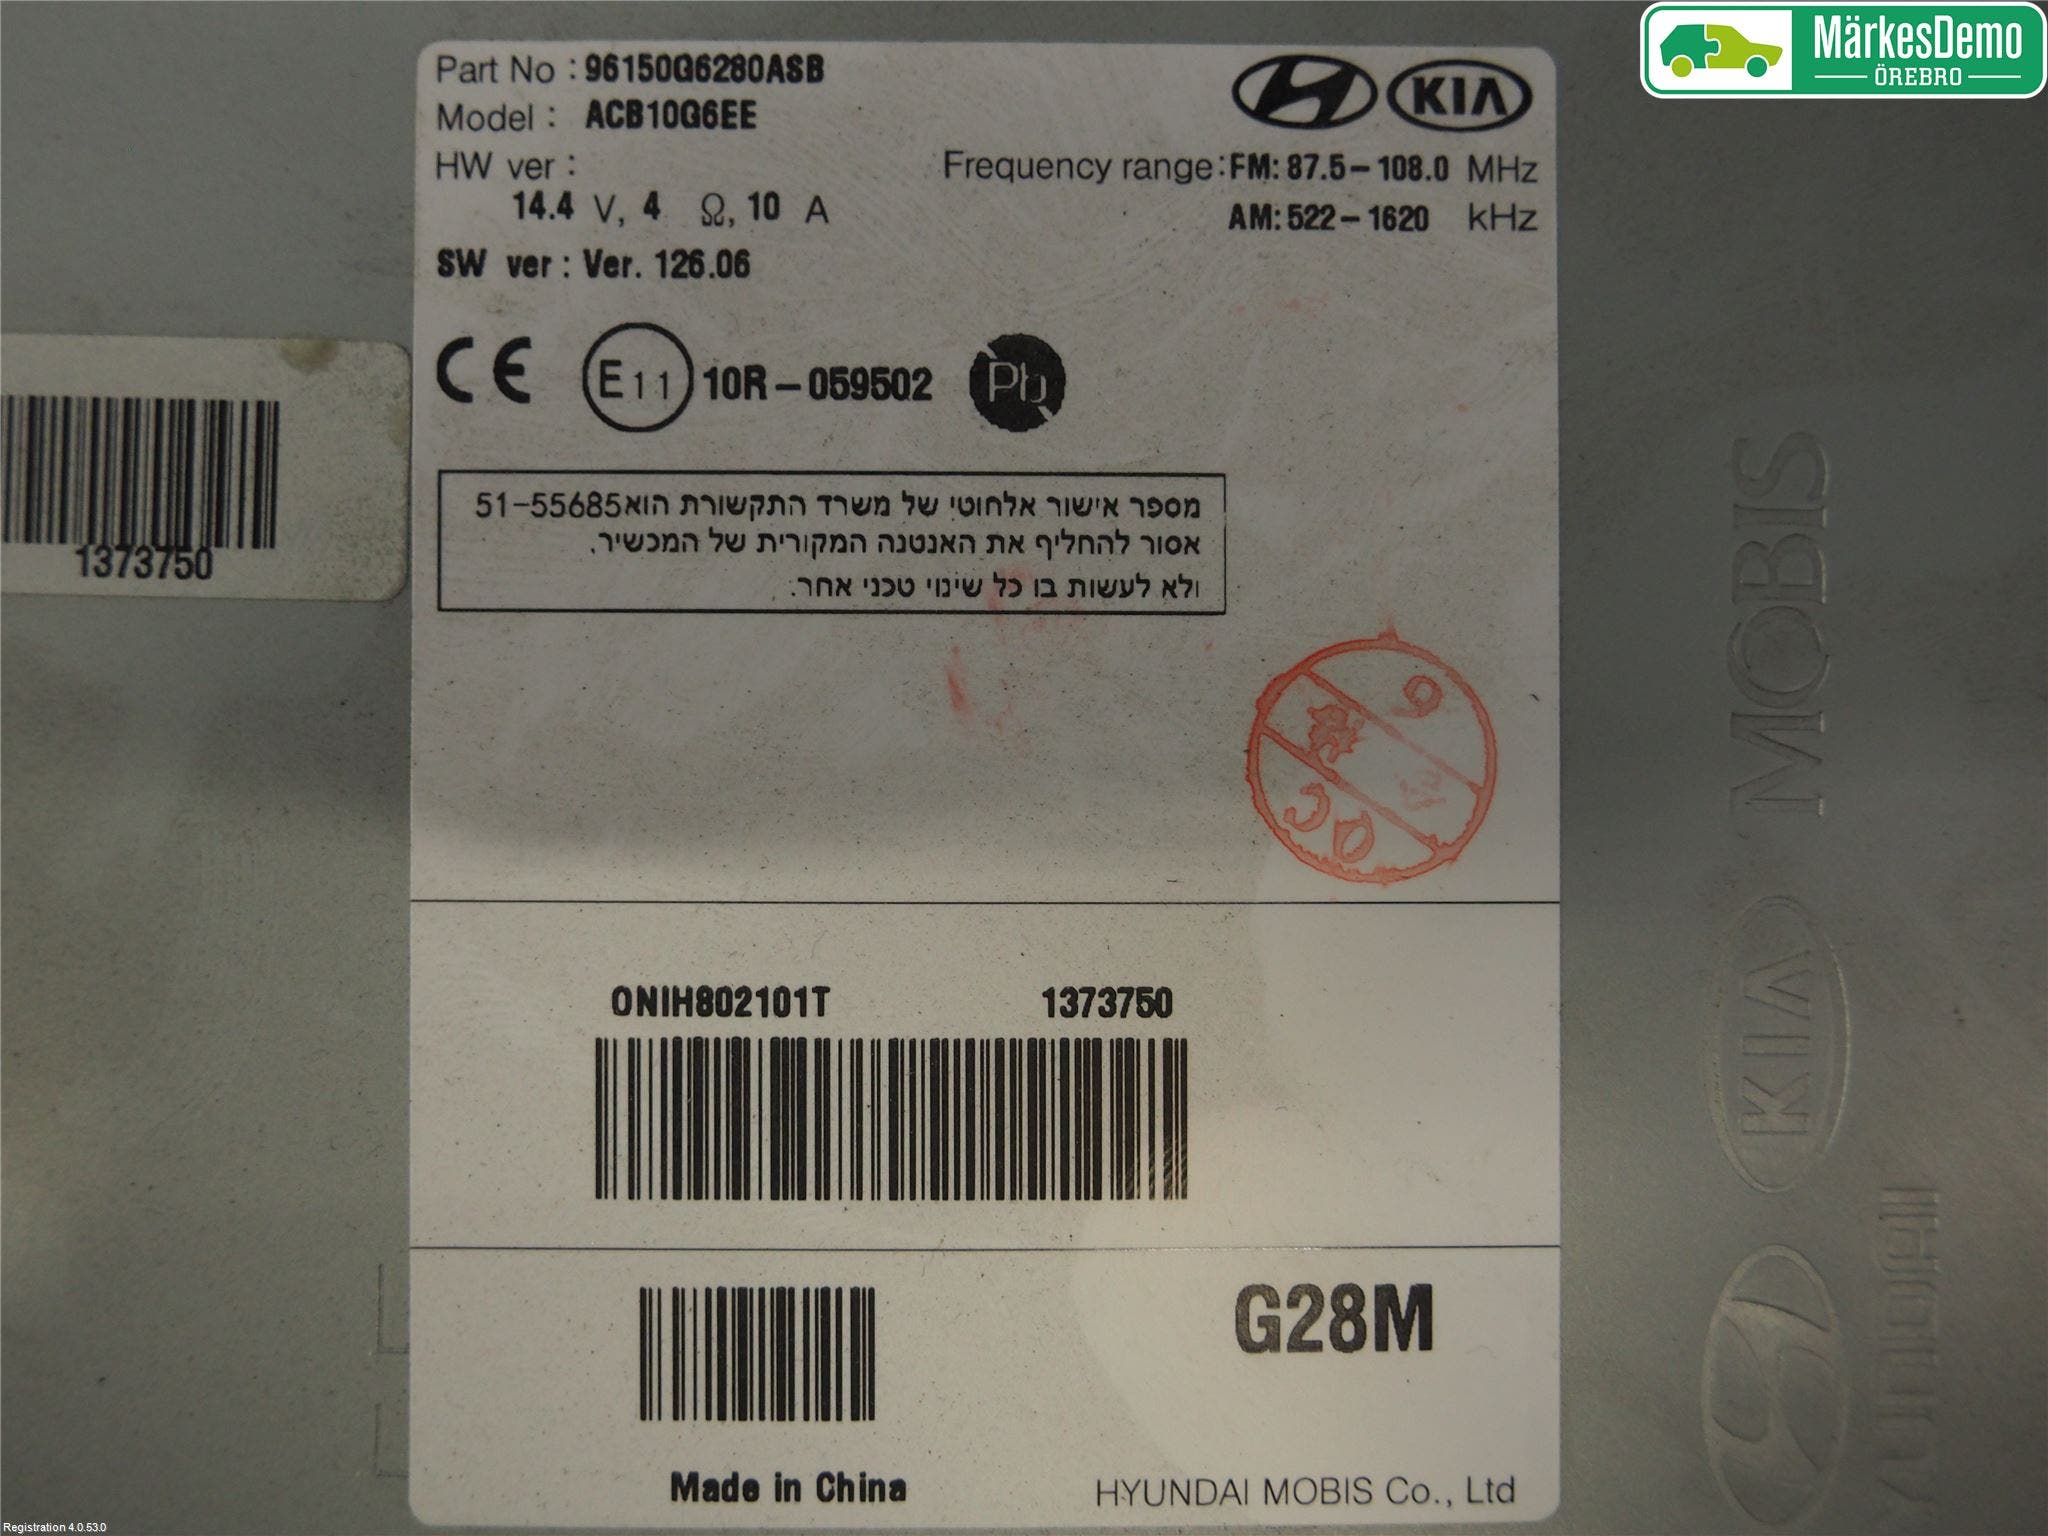 MärkesDemo
ÖREBRO
Part No : 96150G6280ASB
Model : ACB10G6EE
KIA
HW ver :
Frequency range: FM: 87.5-108.0 MHz
14.4 V, 4 Ω, 10 A
AM: 522-1620 kHz
SW ver : Ver. 126.06
CE E11 10R-059502 Pb
מספר אישור אלחוטי של משרד התקשורת הוא 51-55685
אסור להחליף את האנטנה המקורית של המכשיר.
ולא לעשות בו כל שינוי טכני אחר.
1373750
MOBIS
KIA
HYUNDAI
ONIH802101T 1373750
G28M
Made in China
HYUNDAI MOBIS Co., Ltd
Registration 4.0.53.0